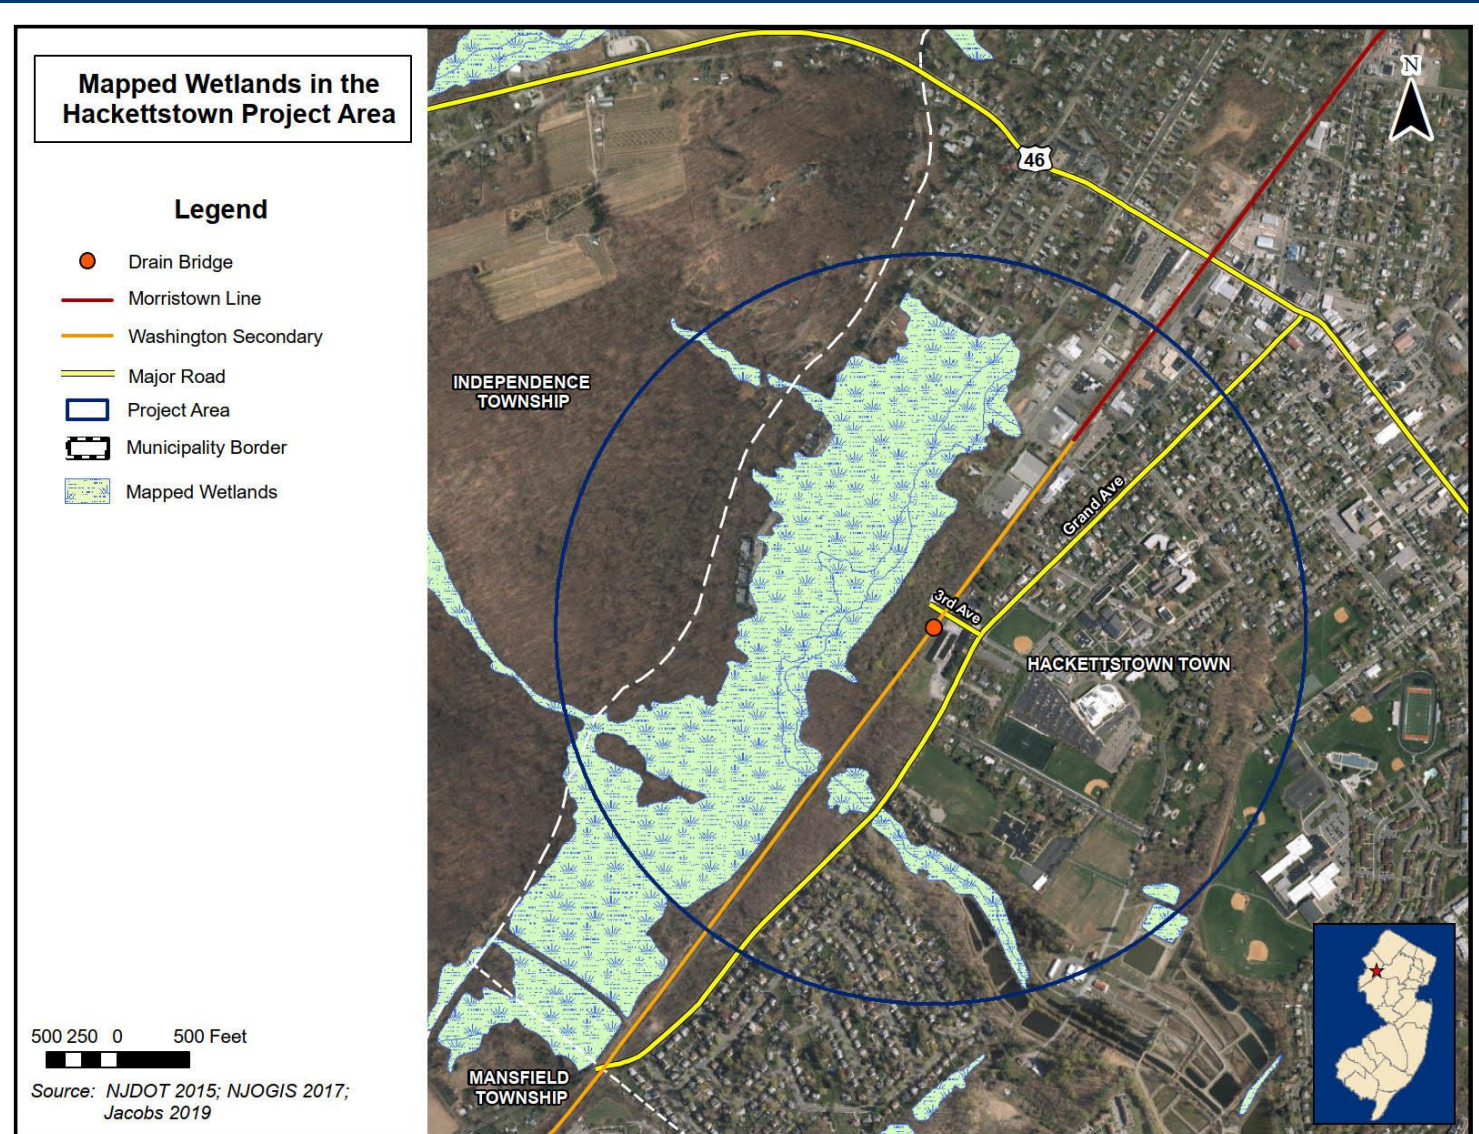 Mapped Wetlands in the
Hackettstown Project Area
Legend
Drain Bridge
Morristown Line
Washington Secondary
Major Road
Project Area
Municipality Border
Mapped Wetlands
500 250 0 500 Feet
Source: NJDOT 2015; NJOGIS 2017;
Jacobs 2019
N
46
INDEPENDENCE
TOWNSHIP
Grand Ave
3rd Ave
HACKETTSTOWN TOWN
MANSFIELD
TOWNSHIP